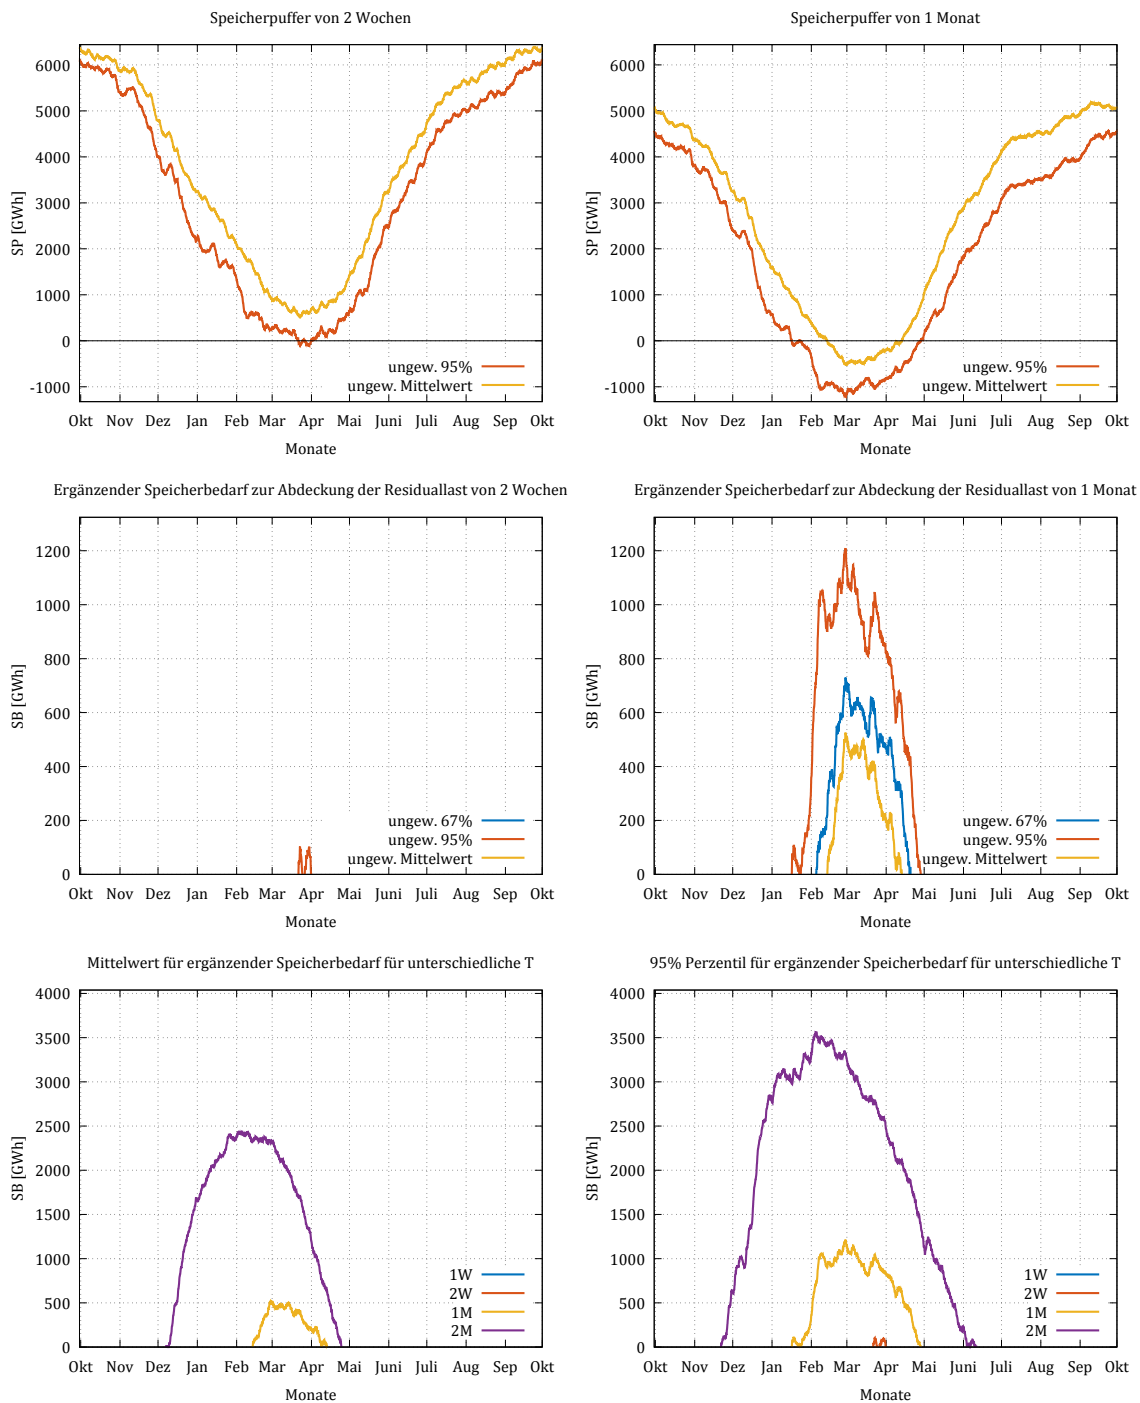 Speicherpuffer von 2 Wochen
6000
5000
4000
3000
2000
1000
0
-1000
SP [GWh]
ungew. 95%
ungew. Mittelwert
Okt Nov Dez Jan Feb Mar Apr Mai Juni Juli Aug Sep Okt
Monate
Speicherpuffer von 1 Monat
6000
5000
4000
3000
2000
1000
0
-1000
SP [GWh]
ungew. 95%
ungew. Mittelwert
Okt Nov Dez Jan Feb Mar Apr Mai Juni Juli Aug Sep Okt
Monate
Ergänzender Speicherbedarf zur Abdeckung der Residuallast von 2 Wochen
1200
1000
800
600
400
200
0
SB [GWh]
ungew. 67%
ungew. 95%
ungew. Mittelwert
Okt Nov Dez Jan Feb Mar Apr Mai Juni Juli Aug Sep Okt
Monate
Ergänzender Speicherbedarf zur Abdeckung der Residuallast von 1 Monat
1200
1000
800
600
400
200
0
SB [GWh]
ungew. 67%
ungew. 95%
ungew. Mittelwert
Okt Nov Dez Jan Feb Mar Apr Mai Juni Juli Aug Sep Okt
Monate
Mittelwert für ergänzender Speicherbedarf für unterschiedliche T
4000
3500
3000
2500
2000
1500
1000
500
0
SB [GWh]
1W
2W
1M
2M
Okt Nov Dez Jan Feb Mar Apr Mai Juni Juli Aug Sep Okt
Monate
95% Perzentil für ergänzender Speicherbedarf für unterschiedliche T
4000
3500
3000
2500
2000
1500
1000
500
0
SB [GWh]
1W
2W
1M
2M
Okt Nov Dez Jan Feb Mar Apr Mai Juni Juli Aug Sep Okt
Monate